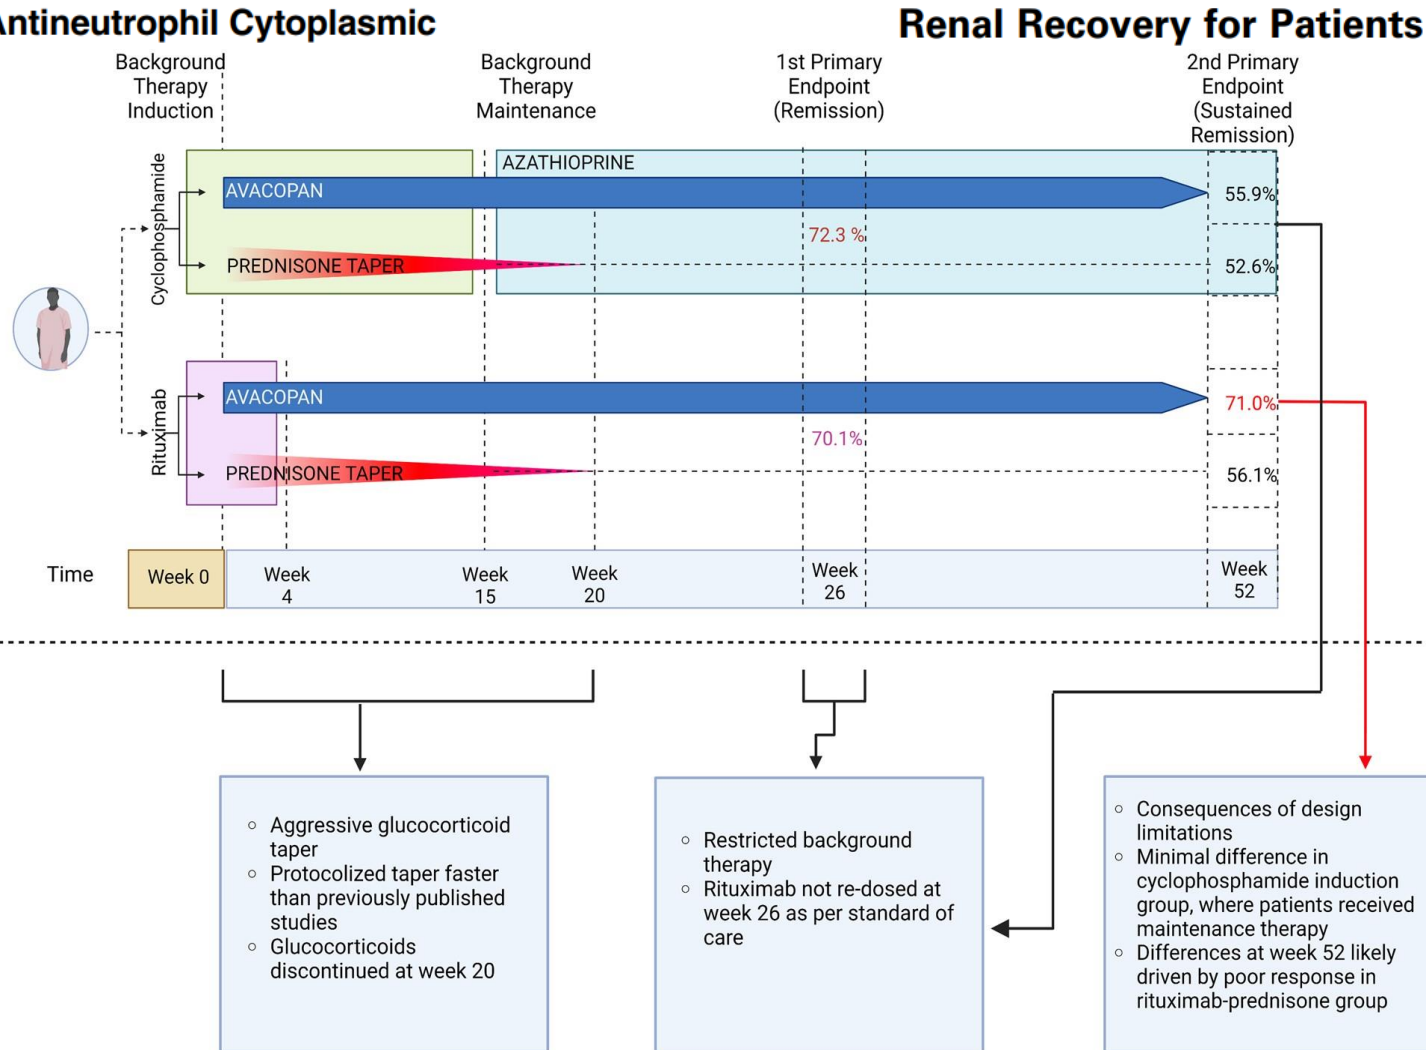 Antineutrophil Cytoplasmic
Renal Recovery for Patients
Background
Therapy
Induction
Background
Therapy
Maintenance
1st Primary
Endpoint
(Remission)
2nd Primary
Endpoint
(Sustained
Remission)
Cyclophosphamide
AZATHIOPRINE
AVACOPAN
55.9%
72.3 %
PREDNISONE TAPER
52.6%
Rituximab
AVACOPAN
71.0%
70.1%
PREDNISONE TAPER
56.1%
Time
Week 0
Week
4
Week
15
Week
20
Week
26
Week
52
Aggressive glucocorticoid
taper
Protocolized taper faster
than previously published
studies
Glucocorticoids
discontinued at week 20
Restricted background
therapy
Rituximab not re-dosed at
week 26 as per standard of
care
Consequences of design
limitations
Minimal difference in
cyclophosphamide induction
group, where patients received
maintenance therapy
Differences at week 52 likely
driven by poor response in
rituximab-prednisone group